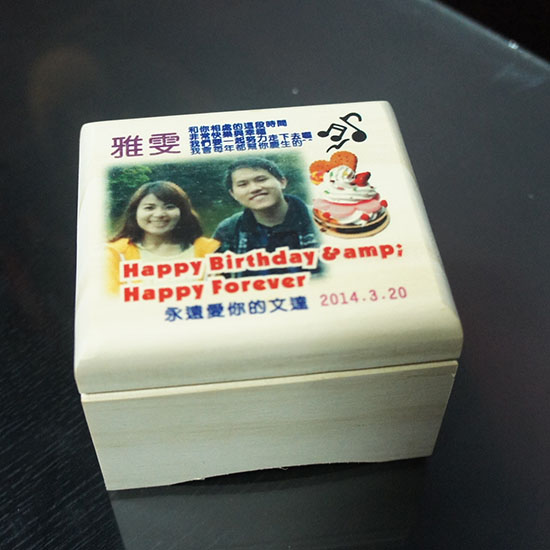 雅雯
和你相處的這段時間
非常快樂與幸福
我們要一起努力走下去喔
我會每年都幫你慶生的~~
Happy Birthday &amp;
Happy Forever
永遠愛你的文達 2014.3.20